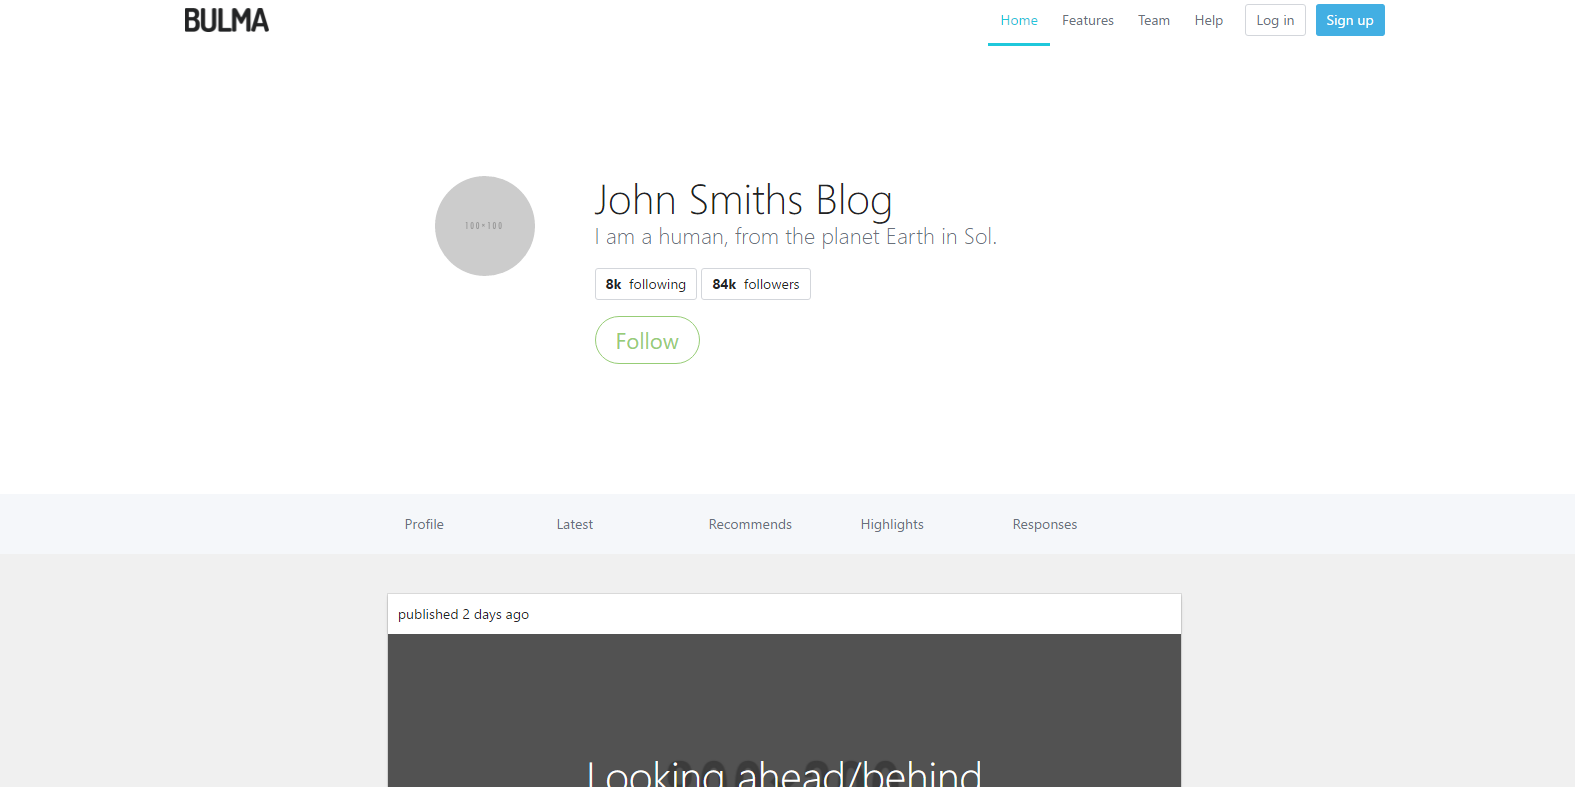 BULMA
Home Features Team Help Log in Sign up
100×100
John Smiths Blog
I am a human, from the planet Earth in Sol.
8k following 84k followers
Follow
Profile Latest Recommends Highlights Responses
published 2 days ago
Looking ahead/behind